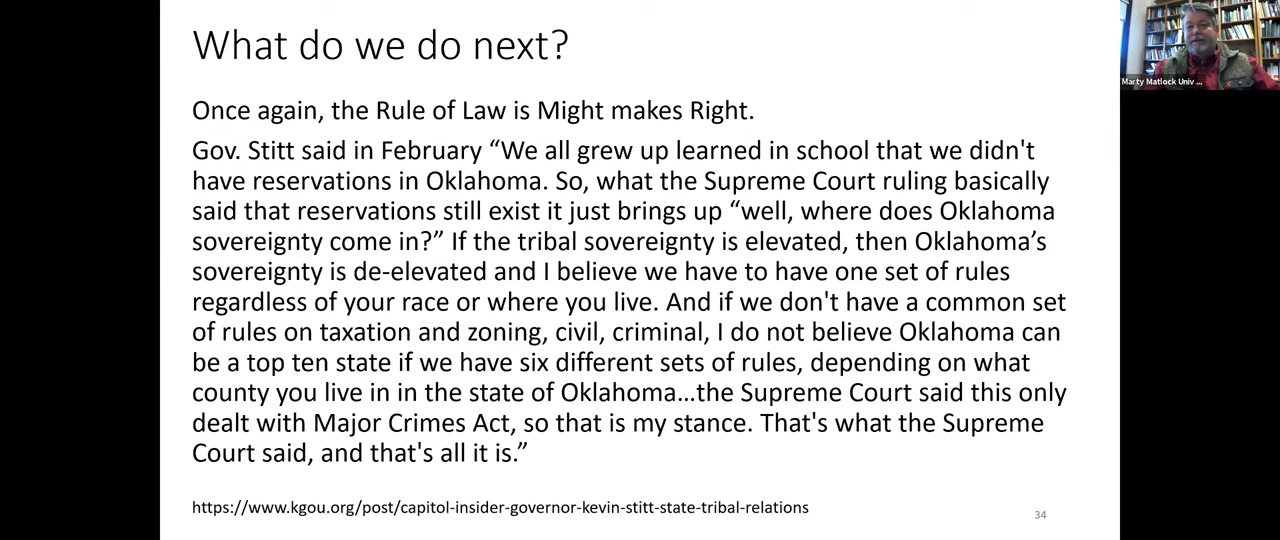 What do we do next?
Once again, the Rule of Law is Might makes Right.
Gov. Stitt said in February “We all grew up learned in school that we didn't
have reservations in Oklahoma. So, what the Supreme Court ruling basically
said that reservations still exist it just brings up “well, where does Oklahoma
sovereignty come in?” If the tribal sovereignty is elevated, then Oklahoma’s
sovereignty is de-elevated and I believe we have to have one set of rules
regardless of your race or where you live. And if we don't have a common set
of rules on taxation and zoning, civil, criminal, I do not believe Oklahoma can
be a top ten state if we have six different sets of rules, depending on what
county you live in in the state of Oklahoma…the Supreme Court said this only
dealt with Major Crimes Act, so that is my stance. That's what the Supreme
Court said, and that's all it is.”
https://www.kgou.org/post/capitol-insider-governor-kevin-stitt-state-tribal-relations
34
Marty Matlock Univ ...